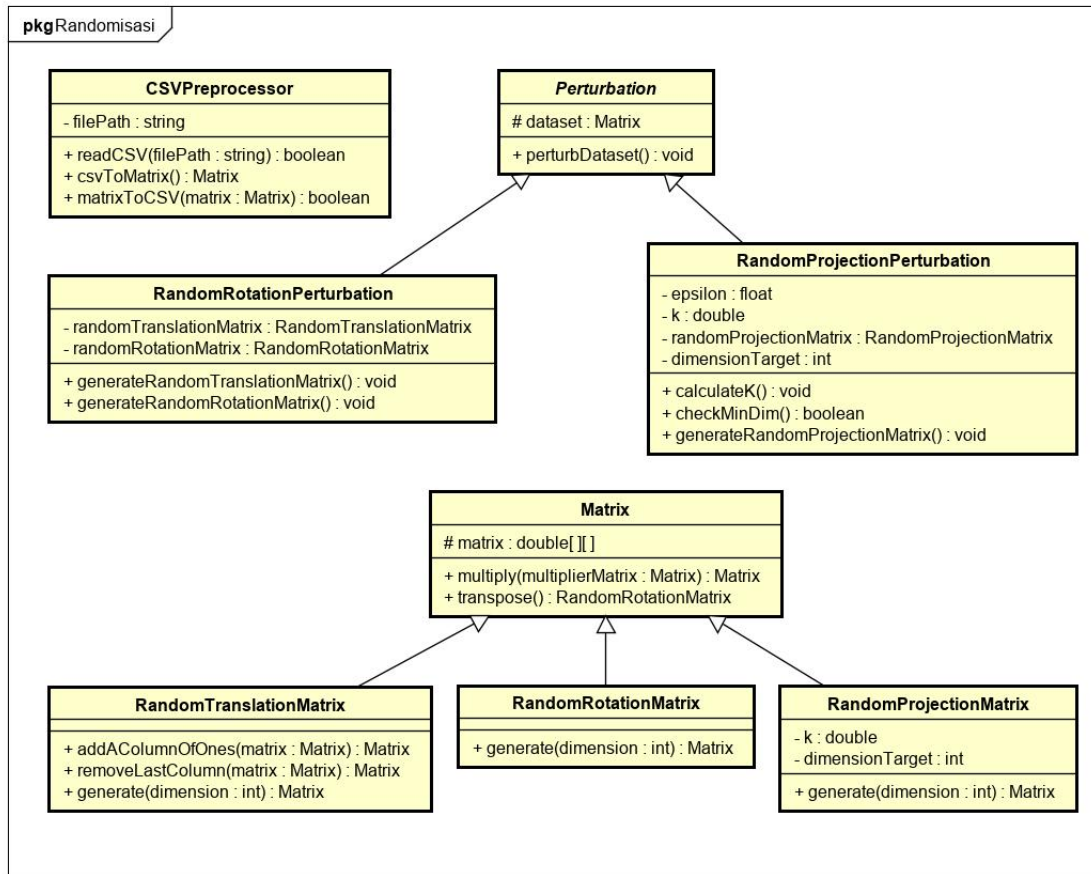 pkg Randomisasi
CSVPreprocessor
- filePath : string
+ readCSV(filePath : string) : boolean
+ csvToMatrix() : Matrix
+ matrixToCSV(matrix : Matrix) : boolean
Perturbation
# dataset : Matrix
+ perturbDataset() : void
RandomRotationPerturbation
- randomTranslationMatrix : RandomTranslationMatrix
- randomRotationMatrix : RandomRotationMatrix
+ generateRandomTranslationMatrix() : void
+ generateRandomRotationMatrix() : void
RandomProjectionPerturbation
- epsilon : float
- k : double
- randomProjectionMatrix : RandomProjectionMatrix
- dimensionTarget : int
+ calculateK() : void
+ checkMinDim() : boolean
+ generateRandomProjectionMatrix() : void
Matrix
# matrix : double[ ][ ]
+ multiply(multiplierMatrix : Matrix) : Matrix
+ transpose() : RandomRotationMatrix
RandomTranslationMatrix
+ addAColumnOfOnes(matrix : Matrix) : Matrix
+ removeLastColumn(matrix : Matrix) : Matrix
+ generate(dimension : int) : Matrix
RandomRotationMatrix
+ generate(dimension : int) : Matrix
RandomProjectionMatrix
- k : double
- dimensionTarget : int
+ generate(dimension : int) : Matrix